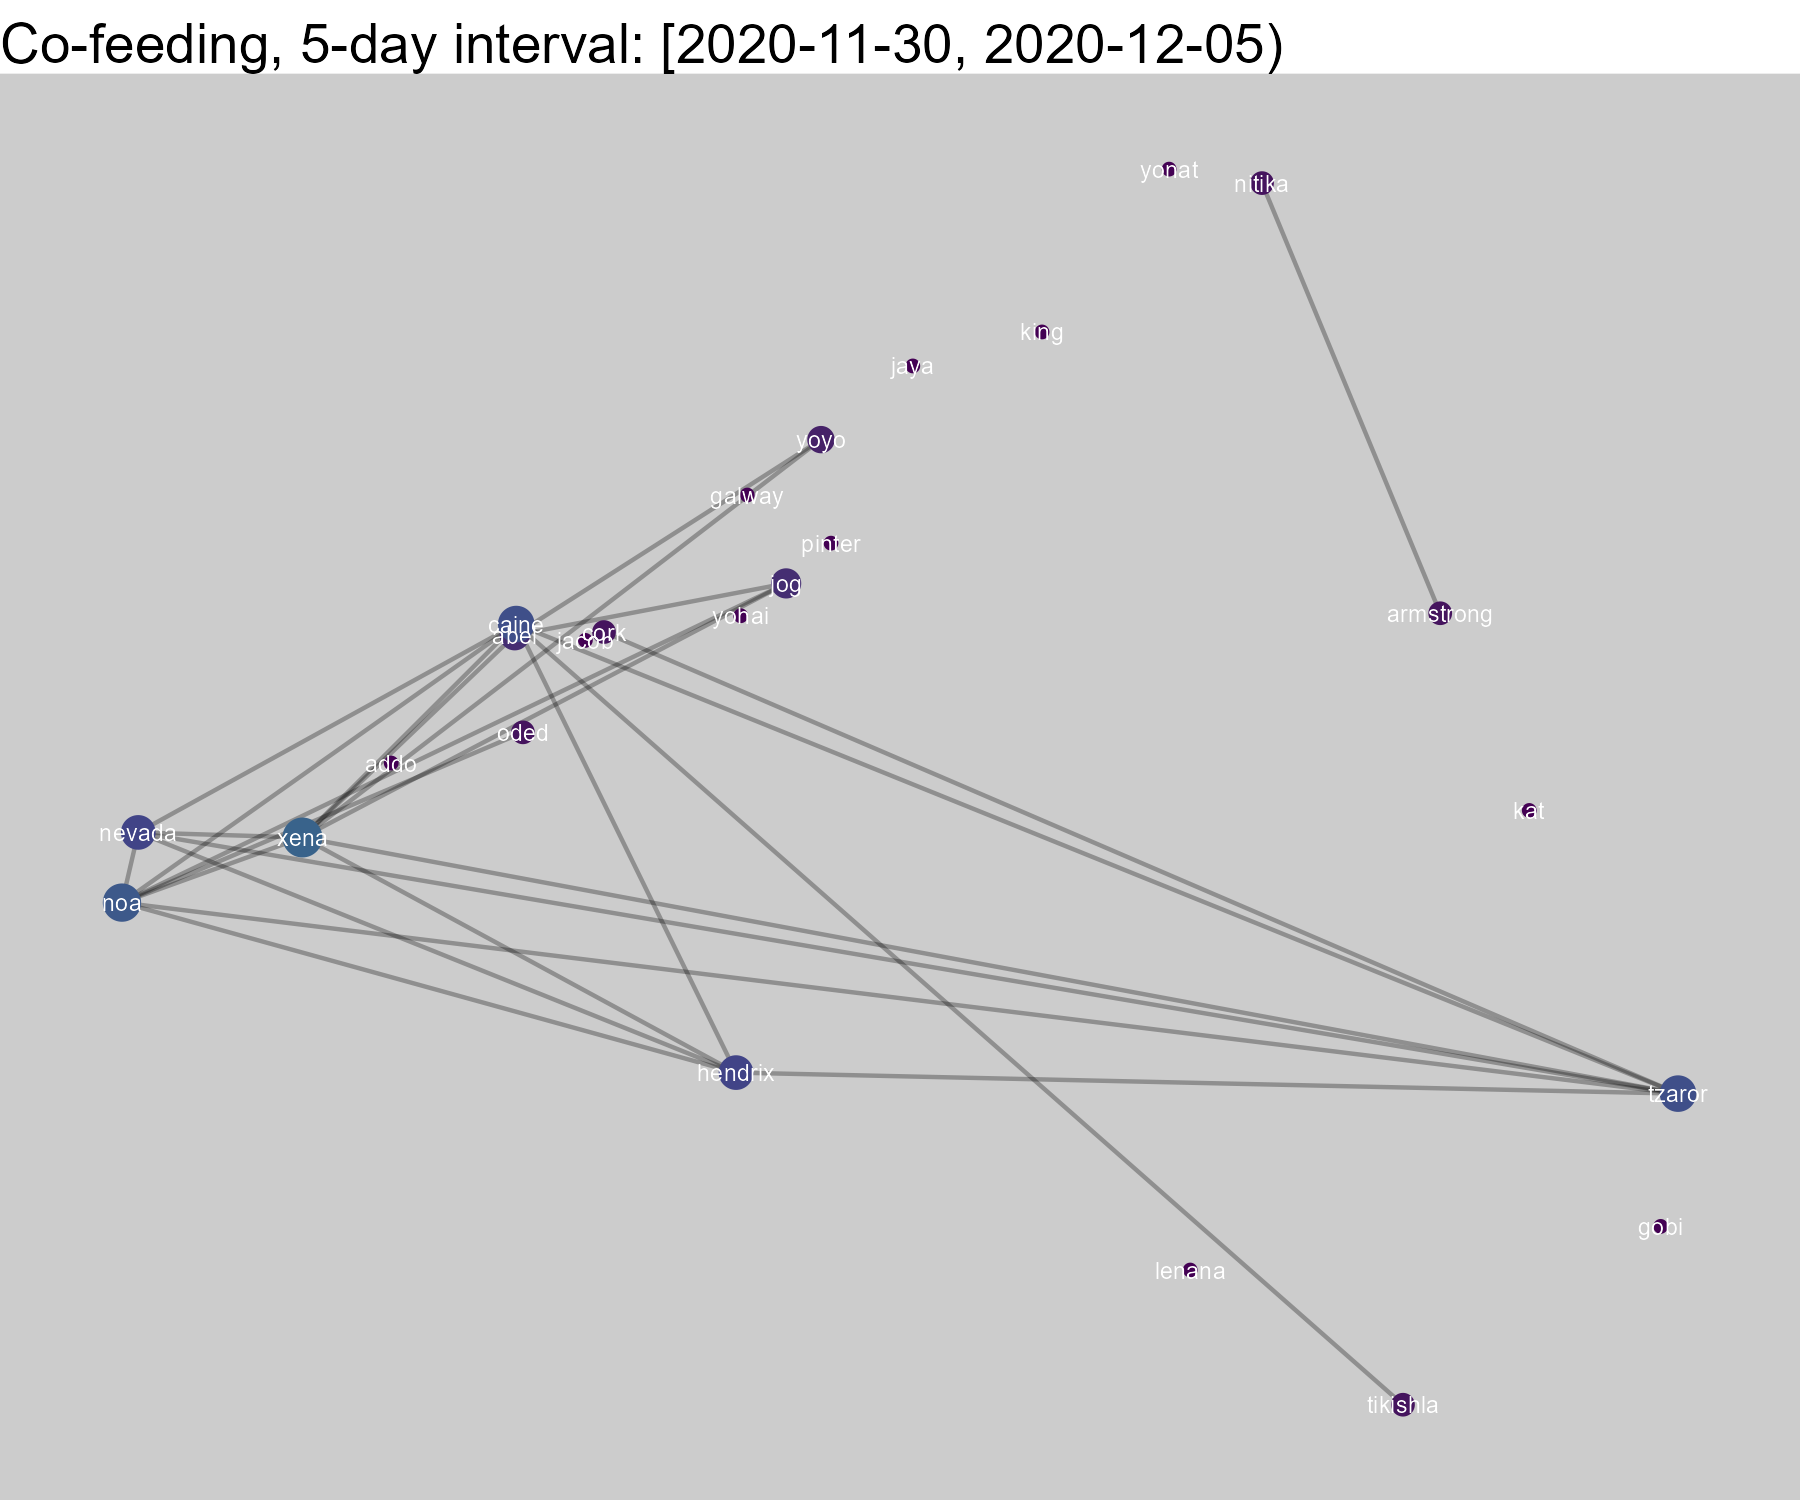 Co-feeding, 5-day interval: [2020-11-30, 2020-12-05)
yonat
nitika
king
jaya
yoyo
galway
pinter
jog
armstrong
yohai
caine
cork
abel
jacob
oded
addo
kat
nevada
xena
noa
hendrix
tzaror
gobi
lenana
tikishla